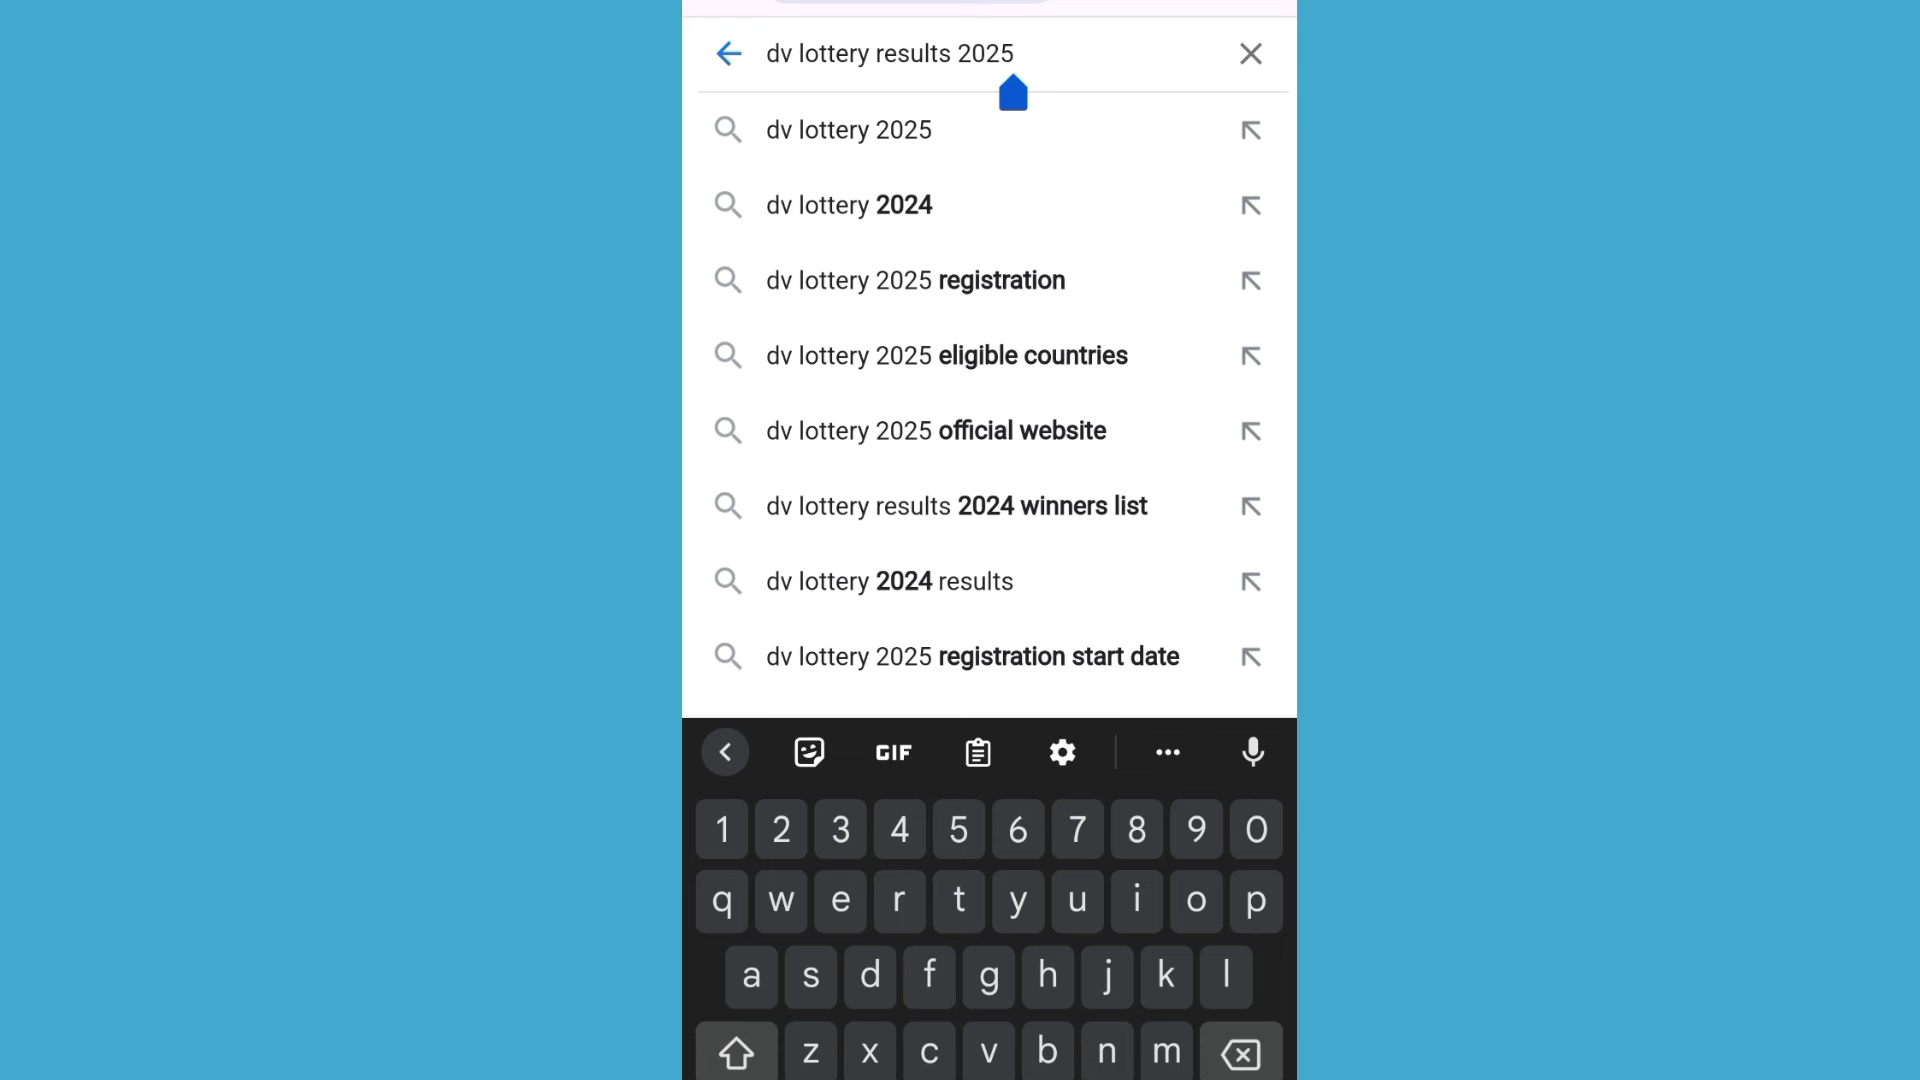 dv lottery results 2025
dv lottery 2025
dv lottery 2024
dv lottery 2025 registration
dv lottery 2025 eligible countries
dv lottery 2025 official website
dv lottery results 2024 winners list
dv lottery 2024 results
dv lottery 2025 registration start date
GIF
1 2 3 4 5 6 7 8 9 0
q w e r t y u i o p
a s d f g h j k l
z x c v b n m